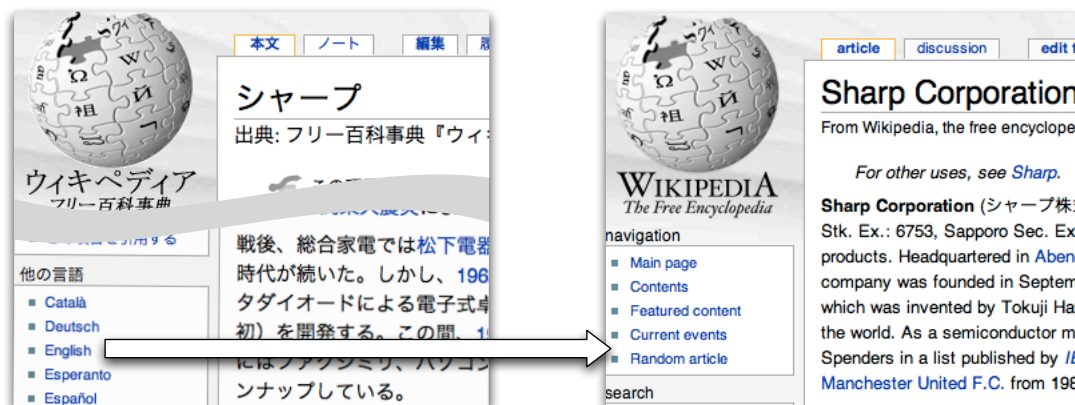 ウィキペディア
フリー百科事典
本文 ノート 編集
シャープ
出典: フリー百科事典『ウィキ
他の言語
Català
Deutsch
English
Esperanto
Español
戦後、総合家電では松下電器
時代が続いた。しかし、196
タダイオードによる電子式卓
初）を開発する。この間、19
にはファクシミリ、パソコン
ンナップしている。
WIKIPEDIA
The Free Encyclopedia
navigation
Main page
Contents
Featured content
Current events
Random article
search
article discussion edit t
Sharp Corporation
From Wikipedia, the free encyclope
For other uses, see Sharp.
Sharp Corporation (シャープ株
Stk. Ex.: 6753, Sapporo Sec. Ex
products. Headquartered in Aben
company was founded in Septem
which was invented by Tokuji Ha
the world. As a semiconductor m
Spenders in a list published by
Manchester United F.C. from 198